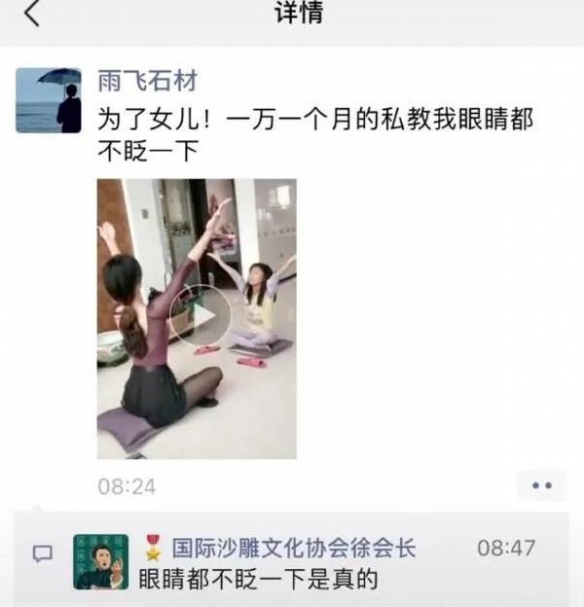 详情
雨飞石材
为了女儿！一万一个月的私教我眼睛都
不眨一下
08:24
国际沙雕文化协会徐会长
08:47
眼睛都不眨一下是真的